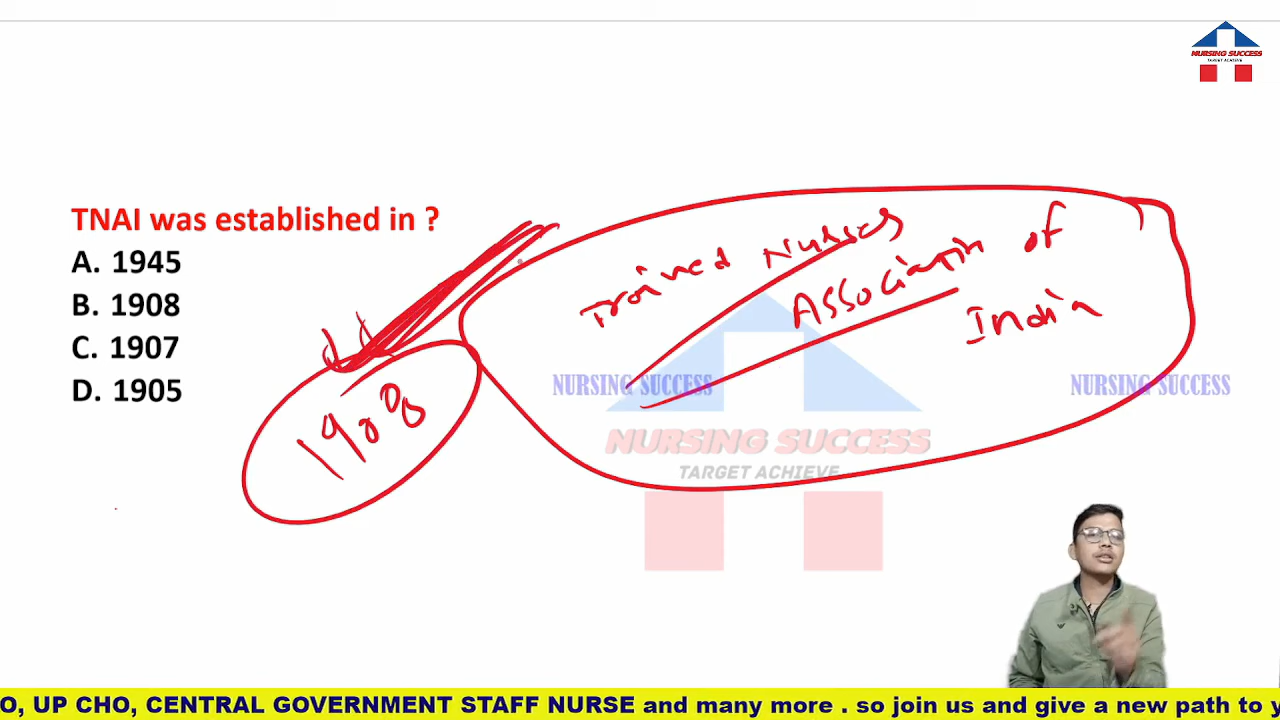 NURSING SUCCESS
TARGET ACHIEVE
TNAI was established in ?
A. 1945
B. 1908
C. 1907
D. 1905
1908
Trained Nurses
Association of
India
NURSING SUCCESS
NURSING SUCCESS
NURSING SUCCESS
TARGET ACHIEVE
O, UP CHO, CENTRAL GOVERNMENT STAFF NURSE and many more . so join us and give a new path to y